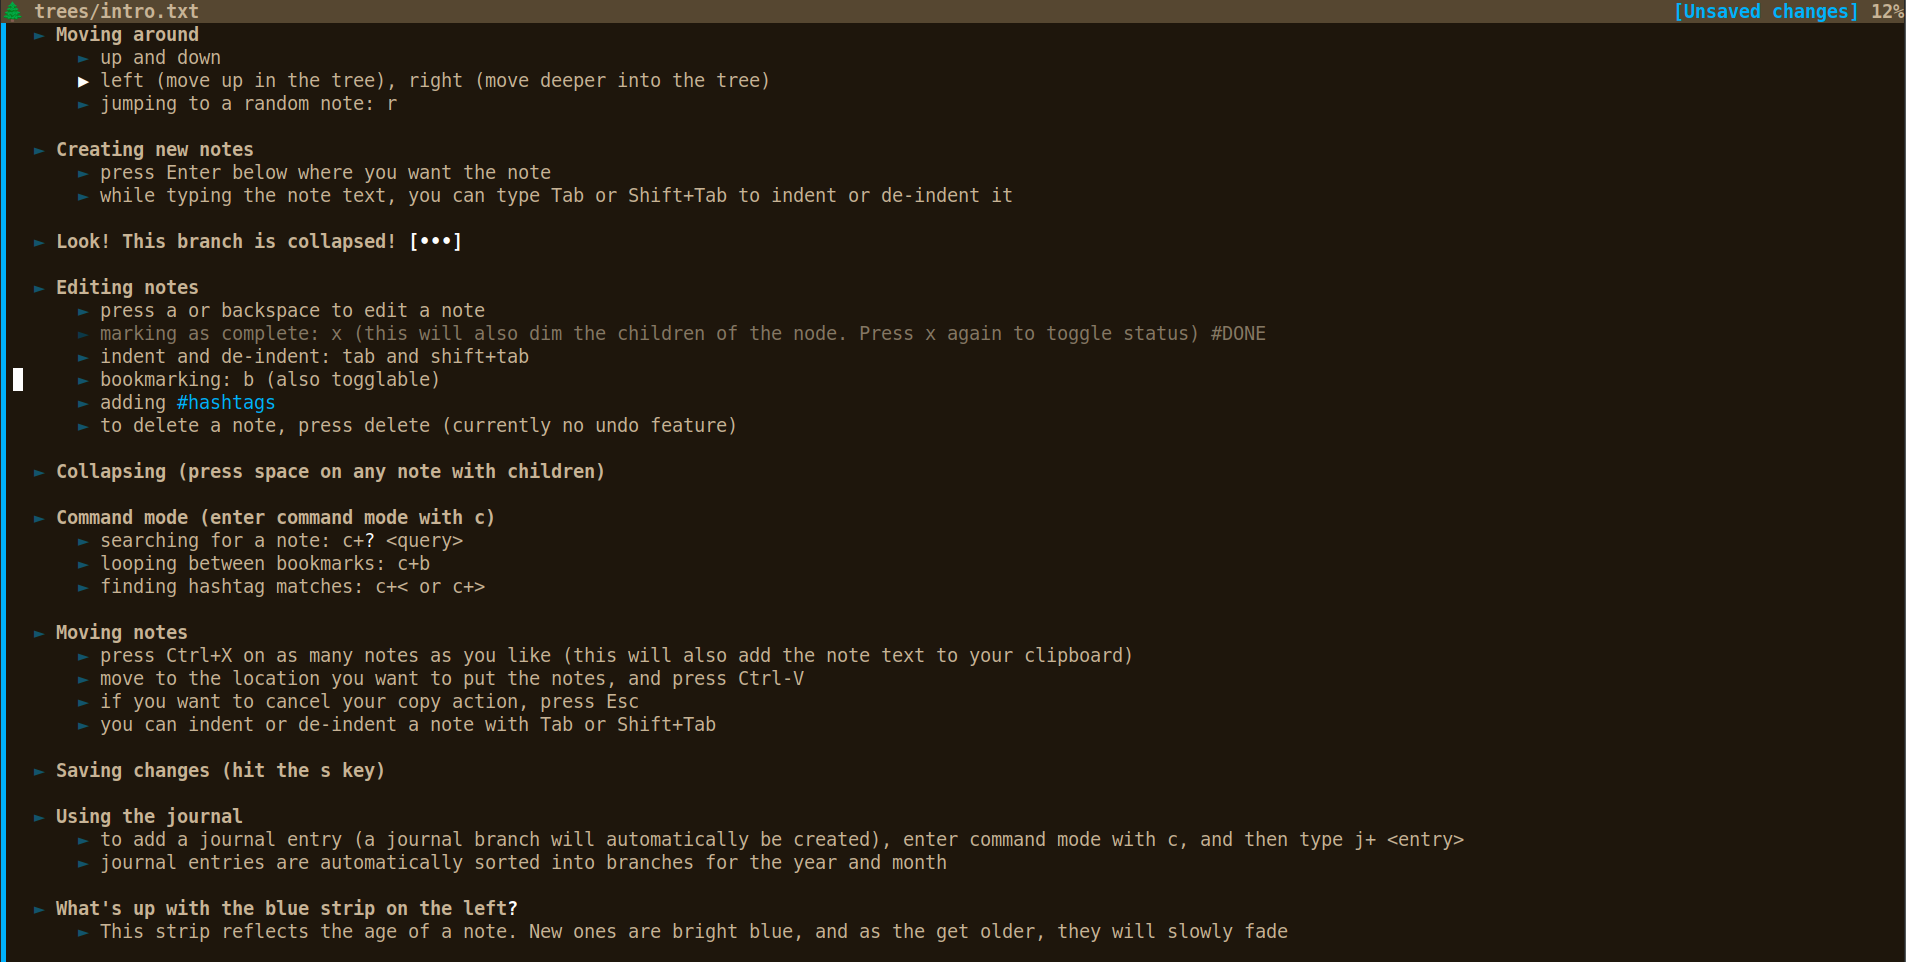 trees/intro.txt [Unsaved changes] 12%
► Moving around
► up and down
► left (move up in the tree), right (move deeper into the tree)
► jumping to a random note: r
► Creating new notes
► press Enter below where you want the note
► while typing the note text, you can type Tab or Shift+Tab to indent or de-indent it
► Look! This branch is collapsed! [•••]
► Editing notes
► press a or backspace to edit a note
► marking as complete: x (this will also dim the children of the node. Press x again to toggle status) #DONE
► indent and de-indent: tab and shift+tab
► bookmarking: b (also togglable)
► adding #hashtags
► to delete a note, press delete (currently no undo feature)
► Collapsing (press space on any note with children)
► Command mode (enter command mode with c)
► searching for a note: c+? <query>
► looping between bookmarks: c+b
► finding hashtag matches: c+< or c+>
► Moving notes
► press Ctrl+X on as many notes as you like (this will also add the note text to your clipboard)
► move to the location you want to put the notes, and press Ctrl-V
► if you want to cancel your copy action, press Esc
► you can indent or de-indent a note with Tab or Shift+Tab
► Saving changes (hit the s key)
► Using the journal
► to add a journal entry (a journal branch will automatically be created), enter command mode with c, and then type j+ <entry>
► journal entries are automatically sorted into branches for the year and month
► What's up with the blue strip on the left?
► This strip reflects the age of a note. New ones are bright blue, and as the get older, they will slowly fade